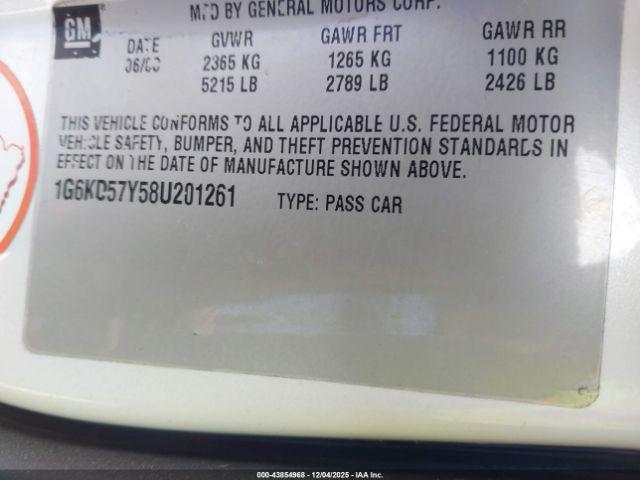 MFD BY GENERAL MOTORS CORP.
GM
DATE GVWR GAWR FRT GAWR RR
2365 KG 1265 KG 1100 KG
5215 LB 2789 LB 2426 LB
THIS VEHICLE CONFORMS TO ALL APPLICABLE U.S. FEDERAL MOTOR
VEHICLE SAFETY, BUMPER, AND THEFT PREVENTION STANDARDS IN
EFFECT ON THE DATE OF MANUFACTURE SHOWN ABOVE.
1G6KD57Y58U201261 TYPE: PASS CAR
000-43854968 - 12/04/2025 - IAA Inc.